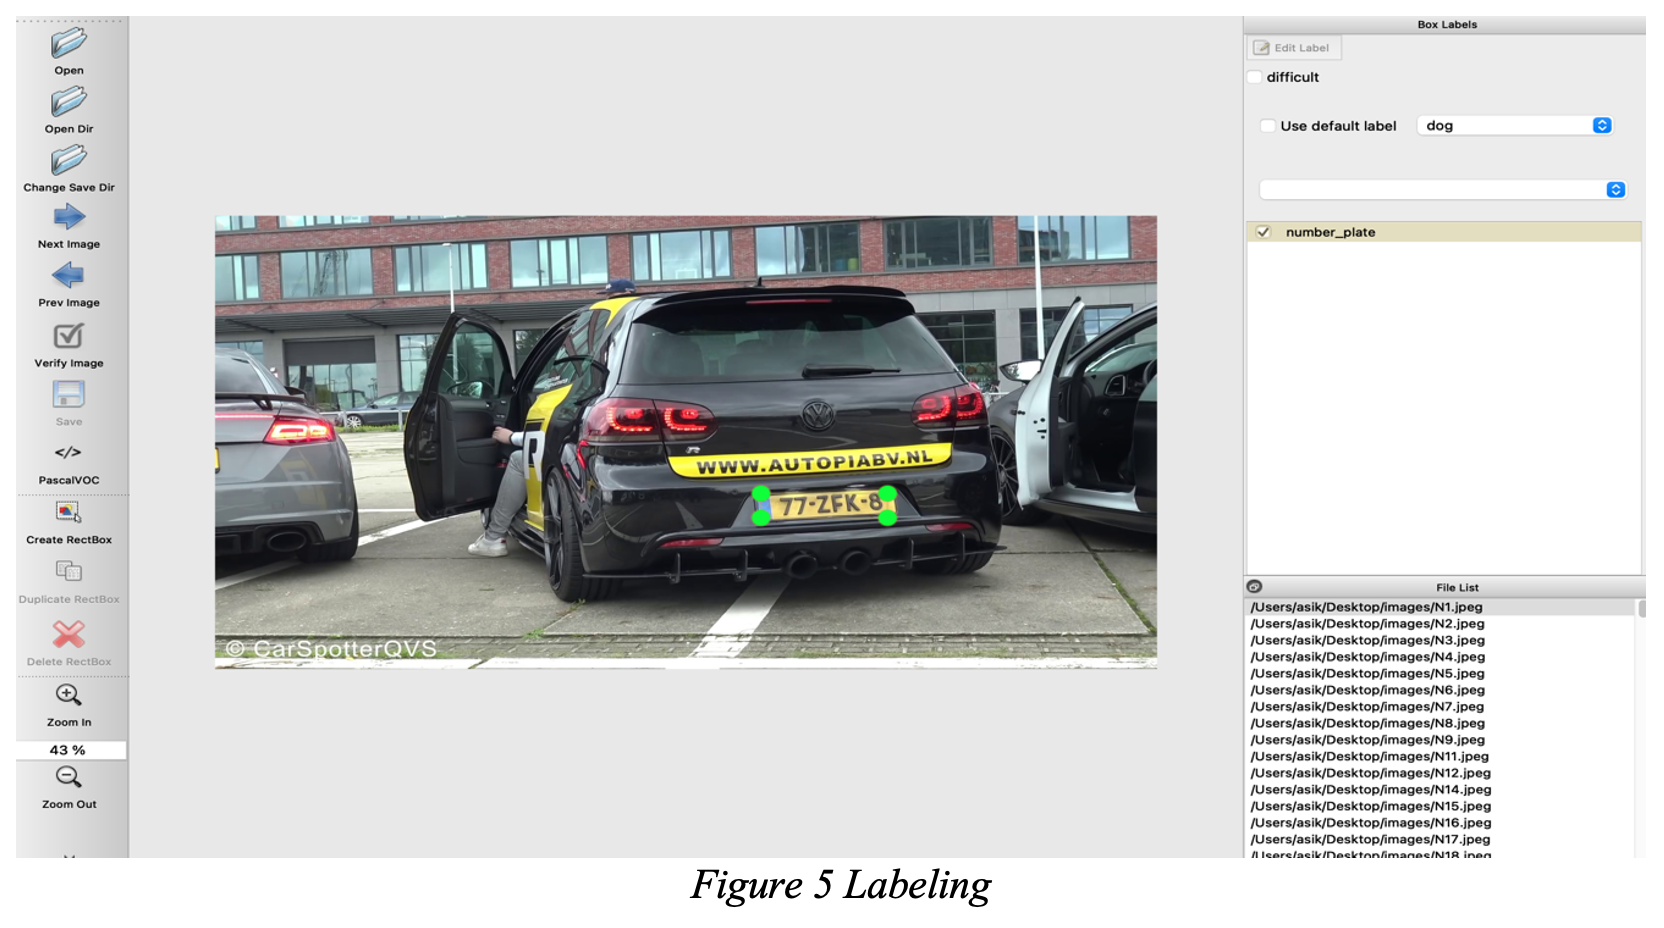 Open
Open Dir
Change Save Dir
Next Image
Prev Image
Verify Image
Save
</>
PascalVOC
Create RectBox
Duplicate RectBox
Delete RectBox
Zoom In
43 %
Zoom Out
WWW.AUTOPIABV.NL
R
77-ZFK-8
© CarSpotterQVS
Box Labels
Edit Label
difficult
Use default label
dog
number_plate
File List
/Users/asik/Desktop/images/N1.jpeg
/Users/asik/Desktop/images/N2.jpeg
/Users/asik/Desktop/images/N3.jpeg
/Users/asik/Desktop/images/N4.jpeg
/Users/asik/Desktop/images/N5.jpeg
/Users/asik/Desktop/images/N6.jpeg
/Users/asik/Desktop/images/N7.jpeg
/Users/asik/Desktop/images/N8.jpeg
/Users/asik/Desktop/images/N9.jpeg
/Users/asik/Desktop/images/N11.jpeg
/Users/asik/Desktop/images/N12.jpeg
/Users/asik/Desktop/images/N14.jpeg
/Users/asik/Desktop/images/N15.jpeg
/Users/asik/Desktop/images/N16.jpeg
/Users/asik/Desktop/images/N17.jpeg
/Users/asik/Desktop/images/N18.jpeg
Figure 5 Labeling